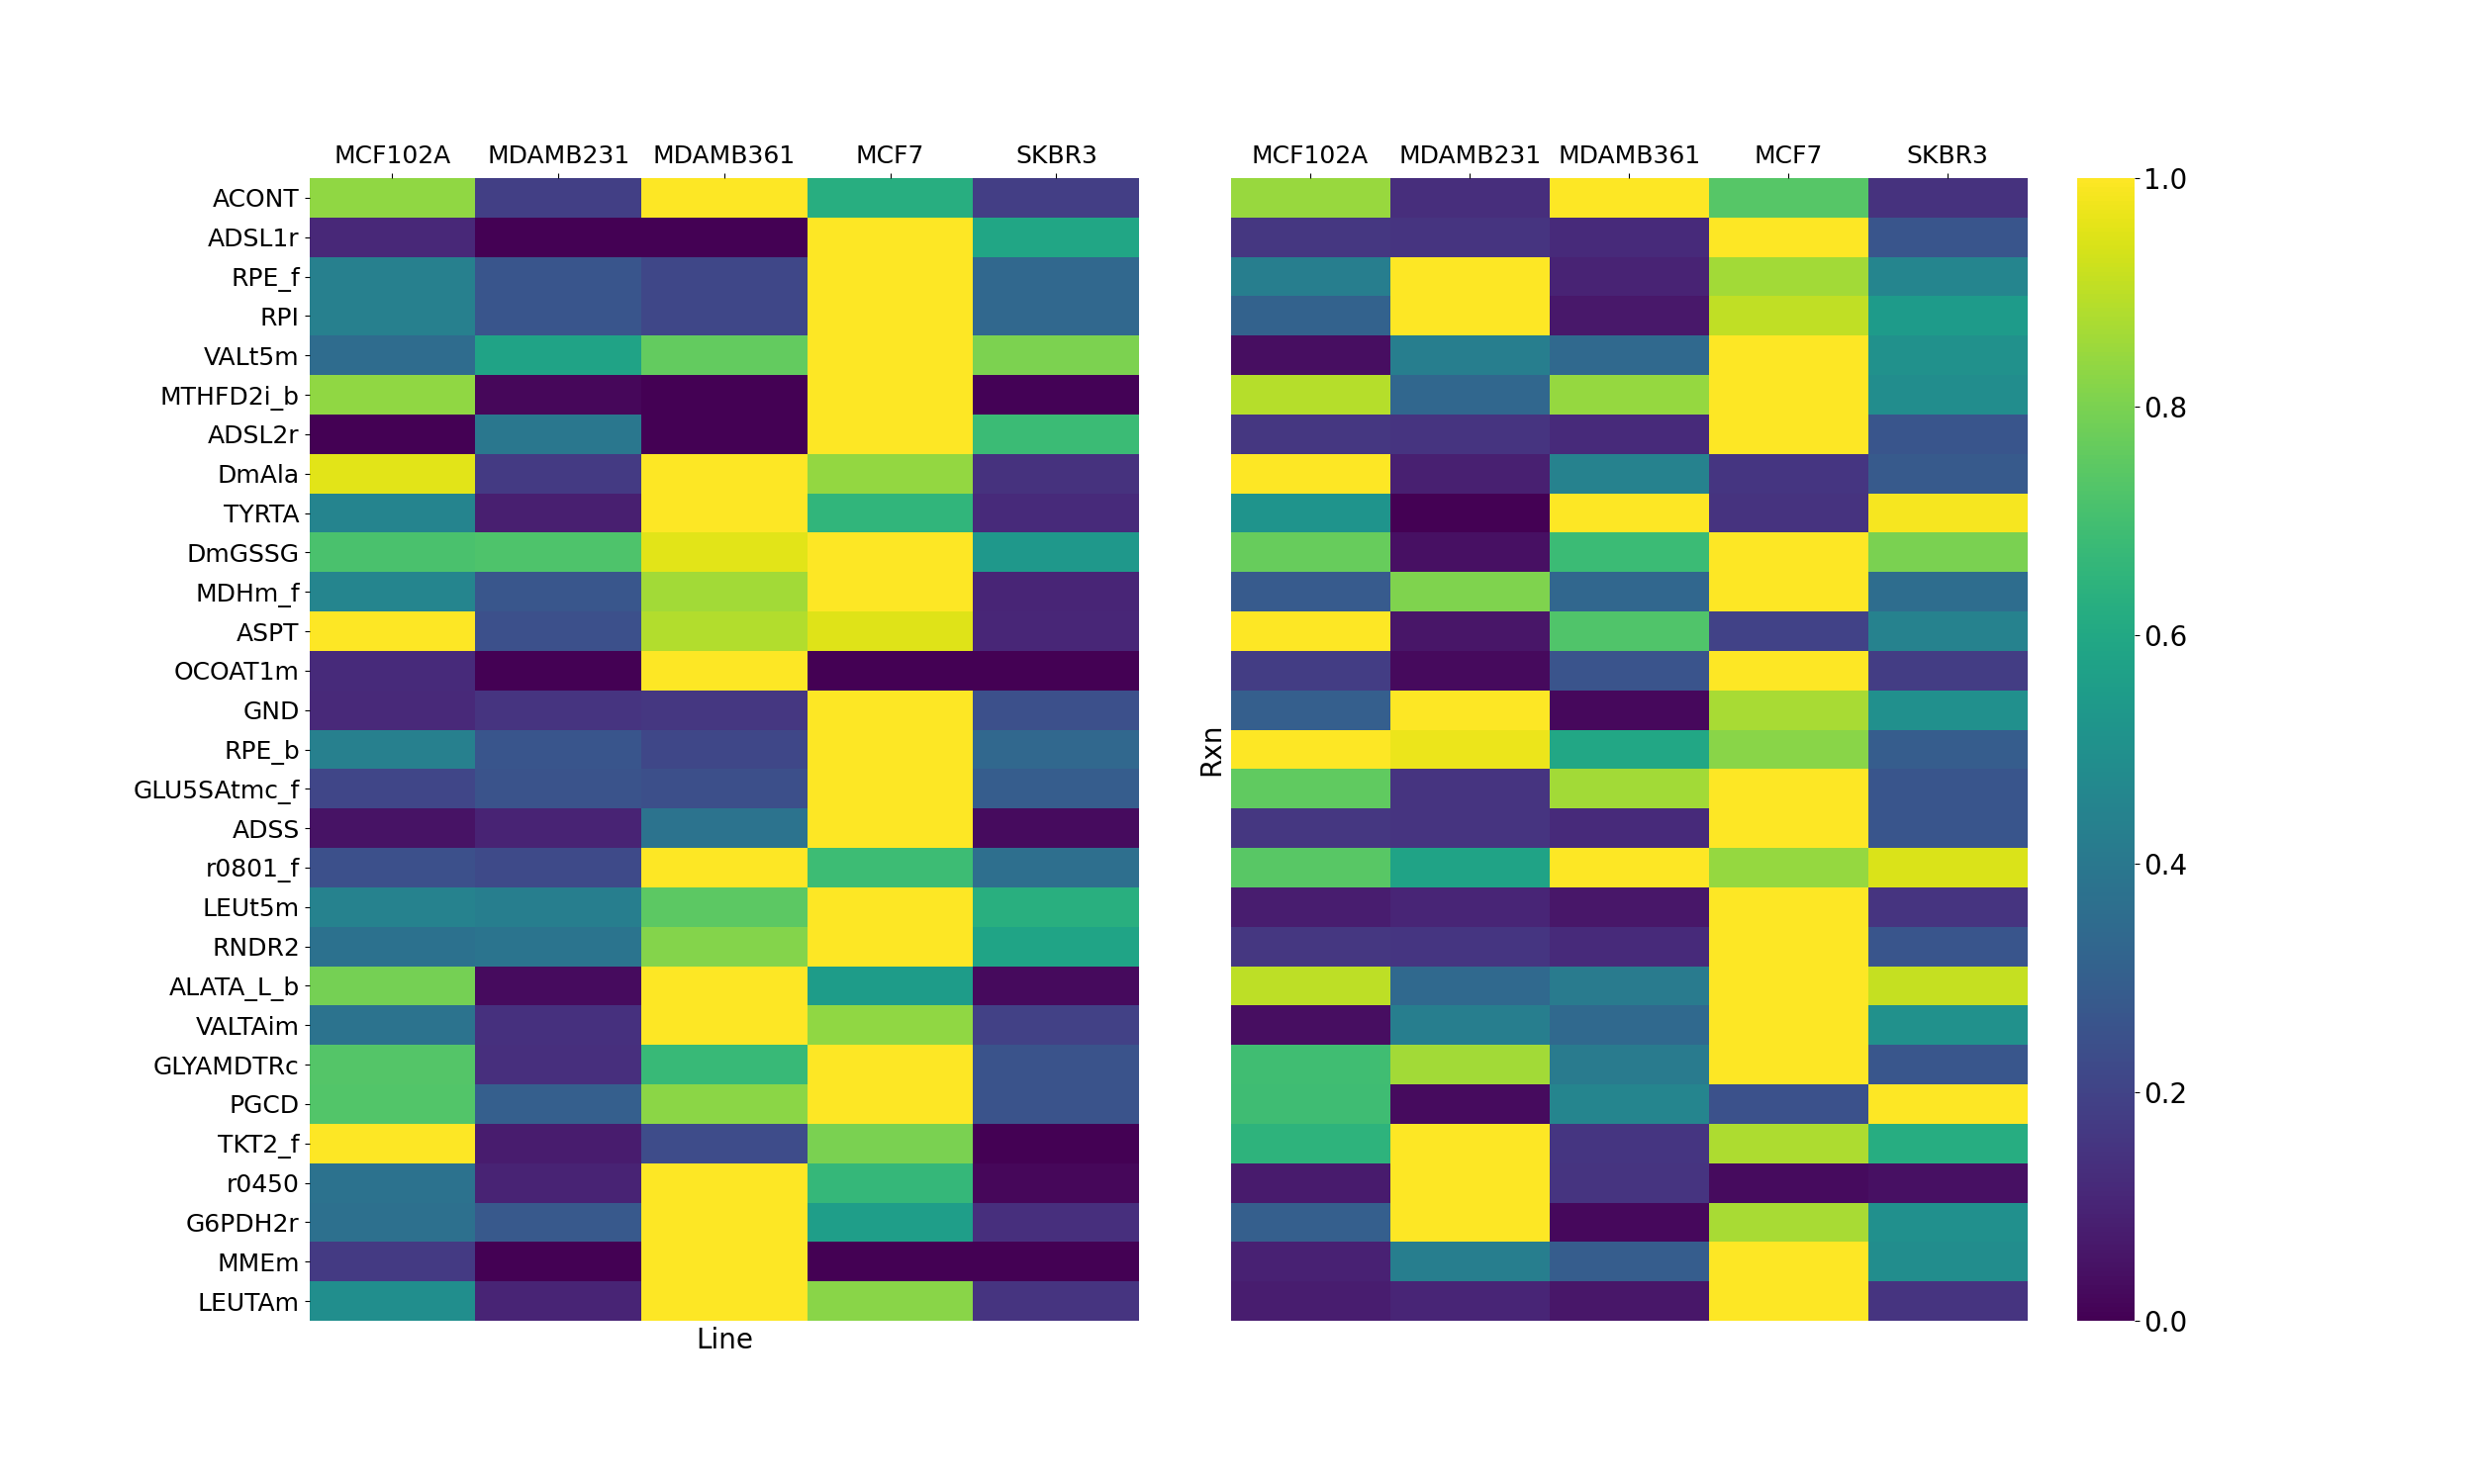 MCF102A MDAMB231 MDAMB361 MCF7 SKBR3
MCF102A MDAMB231 MDAMB361 MCF7 SKBR3
ACONT
ADSL1r
RPE_f
RPI
VALt5m
MTHFD2i_b
ADSL2r
DmAla
TYRTA
DmGSSG
MDHm_f
ASPT
OCOAT1m
GND
RPE_b
GLU5SAtmc_f
ADSS
r0801_f
LEUt5m
RNDR2
ALATA_L_b
VALTAim
GLYAMDTRc
PGCD
TKT2_f
r0450
G6PDH2r
MMEm
LEUTAm
Line
Rxn
1.0
0.8
0.6
0.4
0.2
0.0